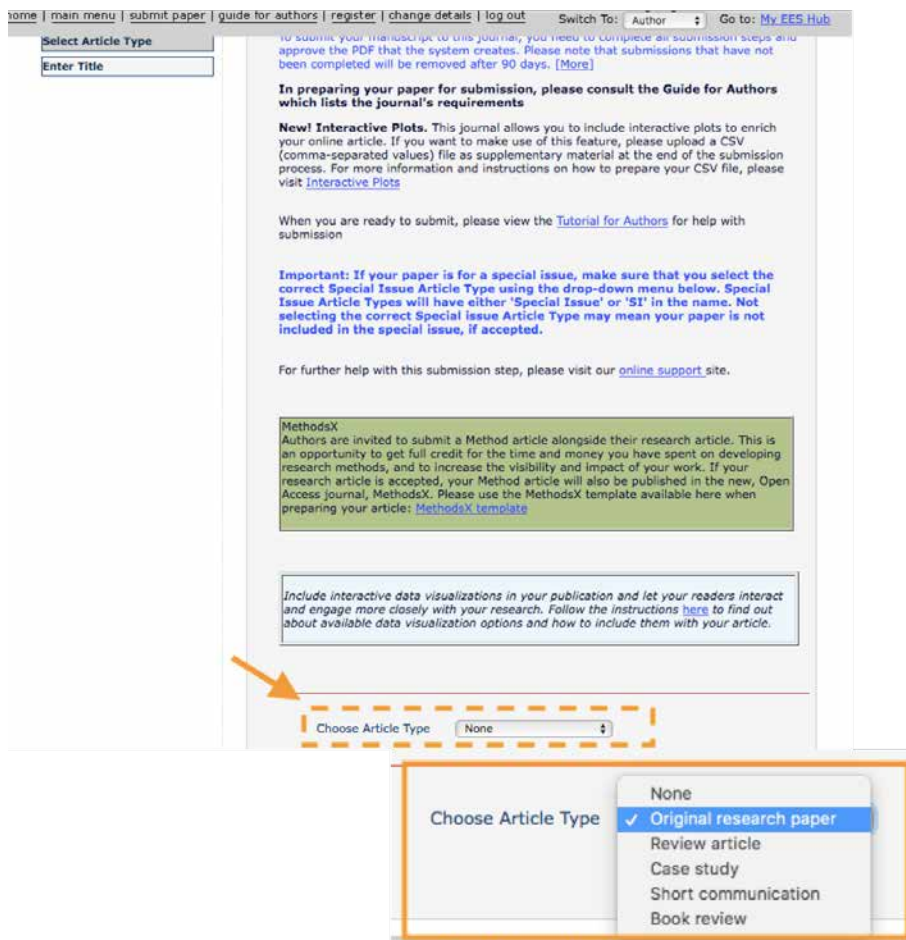 home | main menu | submit paper | guide for authors | register | change details | log out Switch To: Author Go to: My EES Hub
Select Article Type
Enter Title
To submit your manuscript to this journal, you need to complete all submission steps and
approve the PDF that the system creates. Please note that submissions that have not
been completed will be removed after 90 days. [More]
In preparing your paper for submission, please consult the Guide for Authors
which lists the journal's requirements
New! Interactive Plots. This journal allows you to include interactive plots to enrich
your online article. If you want to make use of this feature, please upload a CSV
(comma-separated values) file as supplementary material at the end of the submission
process. For more information and instructions on how to prepare your CSV file, please
visit Interactive Plots
When you are ready to submit, please view the Tutorial for Authors for help with
submission
Important: If your paper is for a special issue, make sure that you select the
correct Special Issue Article Type using the drop-down menu below. Special
Issue Article Types will have either 'Special Issue' or 'SI' in the name. Not
selecting the correct Special issue Article Type may mean your paper is not
included in the special issue, if accepted.
For further help with this submission step, please visit our online support site.
MethodsX
Authors are invited to submit a Method article alongside their research article. This is
an opportunity to get full credit for the time and money you have spent on developing
research methods, and to increase the visibility and impact of your work. If your
research article is accepted, your Method article will also be published in the new, Open
Access journal, MethodsX. Please use the MethodsX template available here when
preparing your article: MethodsX template
Include interactive data visualizations in your publication and let your readers interact
and engage more closely with your research. Follow the instructions here to find out
about available data visualization options and how to include them with your article.
Choose Article Type None
Choose Article Type
None
✓ Original research paper
Review article
Case study
Short communication
Book review